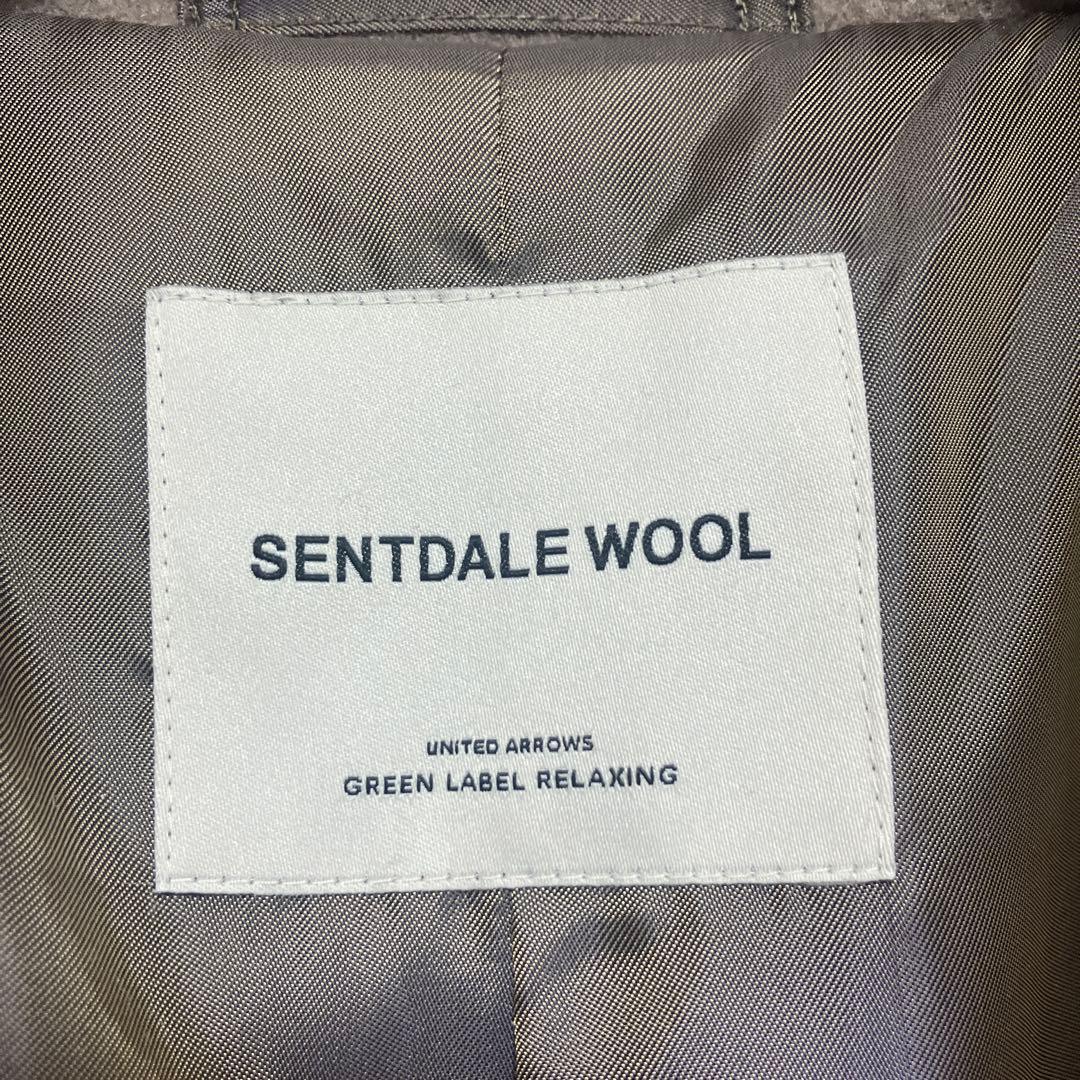 SENTDALE WOOL
UNITED ARROWS
GREEN LABEL RELAXING